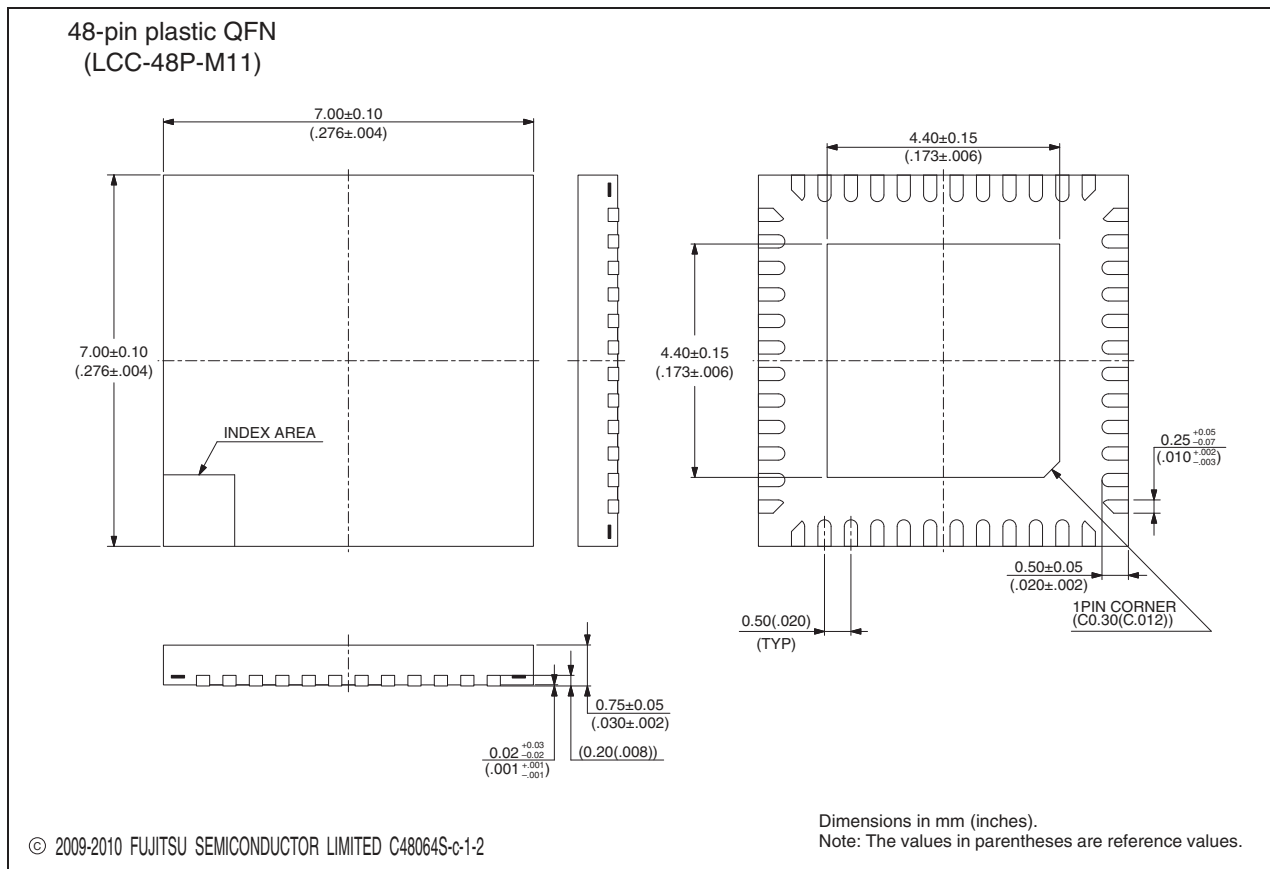 48-pin plastic QFN
(LCC-48P-M11)
7.00±0.10
(.276±.004)
4.40±0.15
(.173±.006)
7.00±0.10
(.276±.004)
4.40±0.15
(.173±.006)
INDEX AREA
0.25 +0.05 -0.07
(.010 +.002 -.003)
0.50±0.05
(.020±.002)
1PIN CORNER
(C0.30(C.012))
0.50(.020)
(TYP)
0.75±0.05
(.030±.002)
0.02 +0.03 -0.02
(.001 +.001 -.001)
(0.20(.008))
Dimensions in mm (inches).
Note: The values in parentheses are reference values.
© 2009-2010 FUJITSU SEMICONDUCTOR LIMITED C48064S-c-1-2